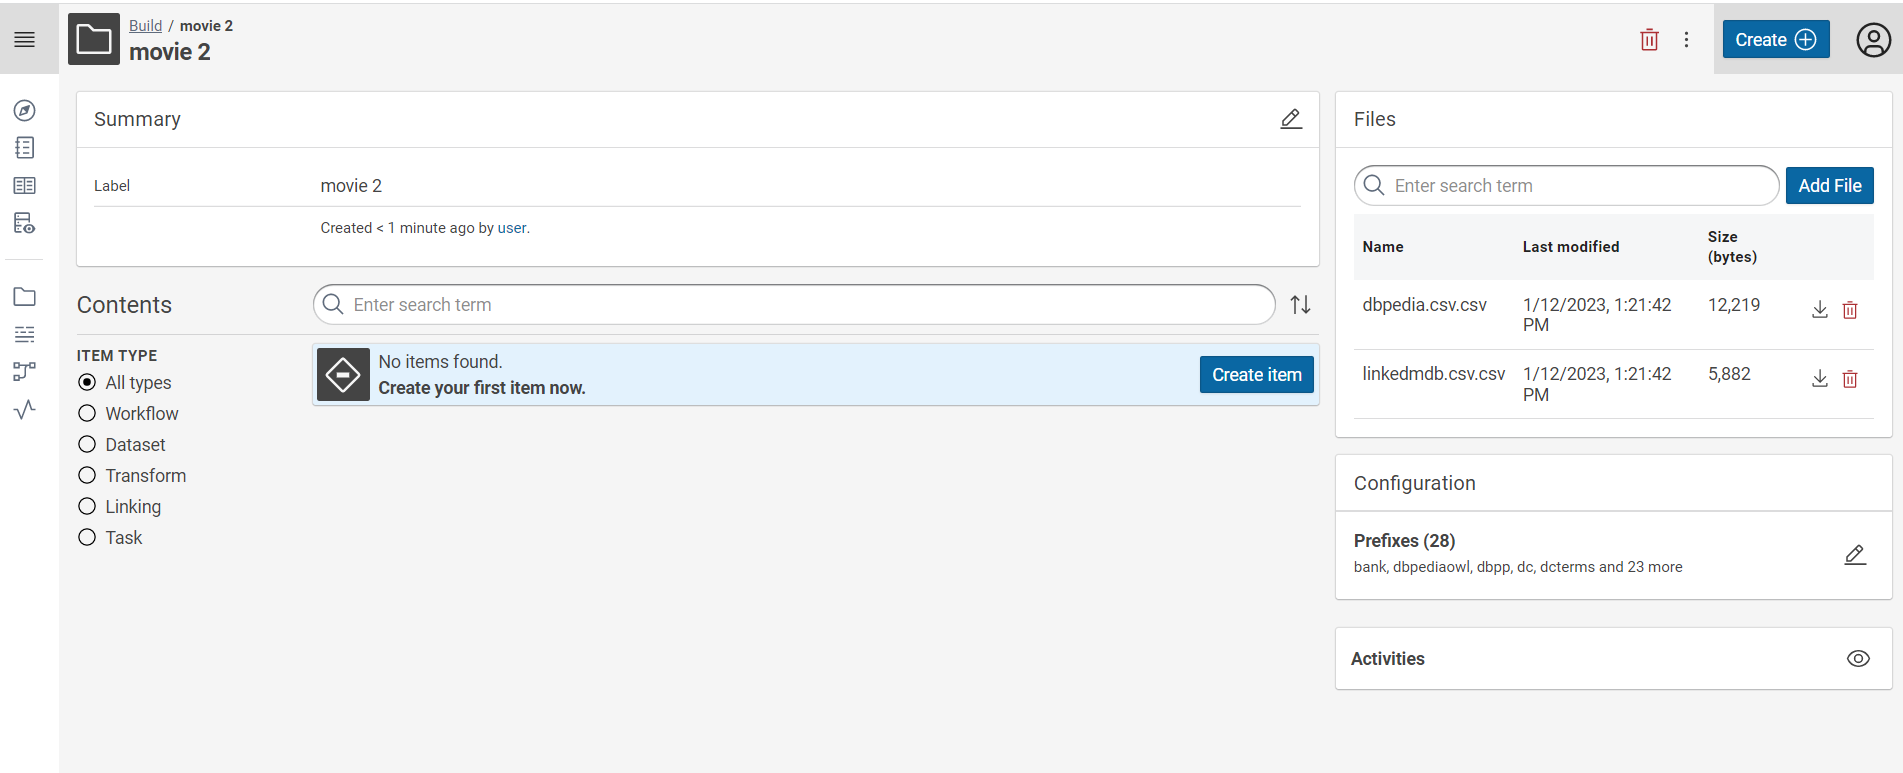 Build / movie 2
movie 2
Create
Summary
Label
movie 2
Created < 1 minute ago by user.
Contents
Enter search term
ITEM TYPE
All types
Workflow
Dataset
Transform
Linking
Task
No items found.
Create your first item now.
Create item
Files
Enter search term
Add File
Name
Last modified
Size
(bytes)
dbpedia.csv.csv
1/12/2023, 1:21:42
PM
12,219
linkedmdb.csv.csv
1/12/2023, 1:21:42
PM
5,882
Configuration
Prefixes (28)
bank, dbpediaowl, dbpp, dc, dcterms and 23 more
Activities